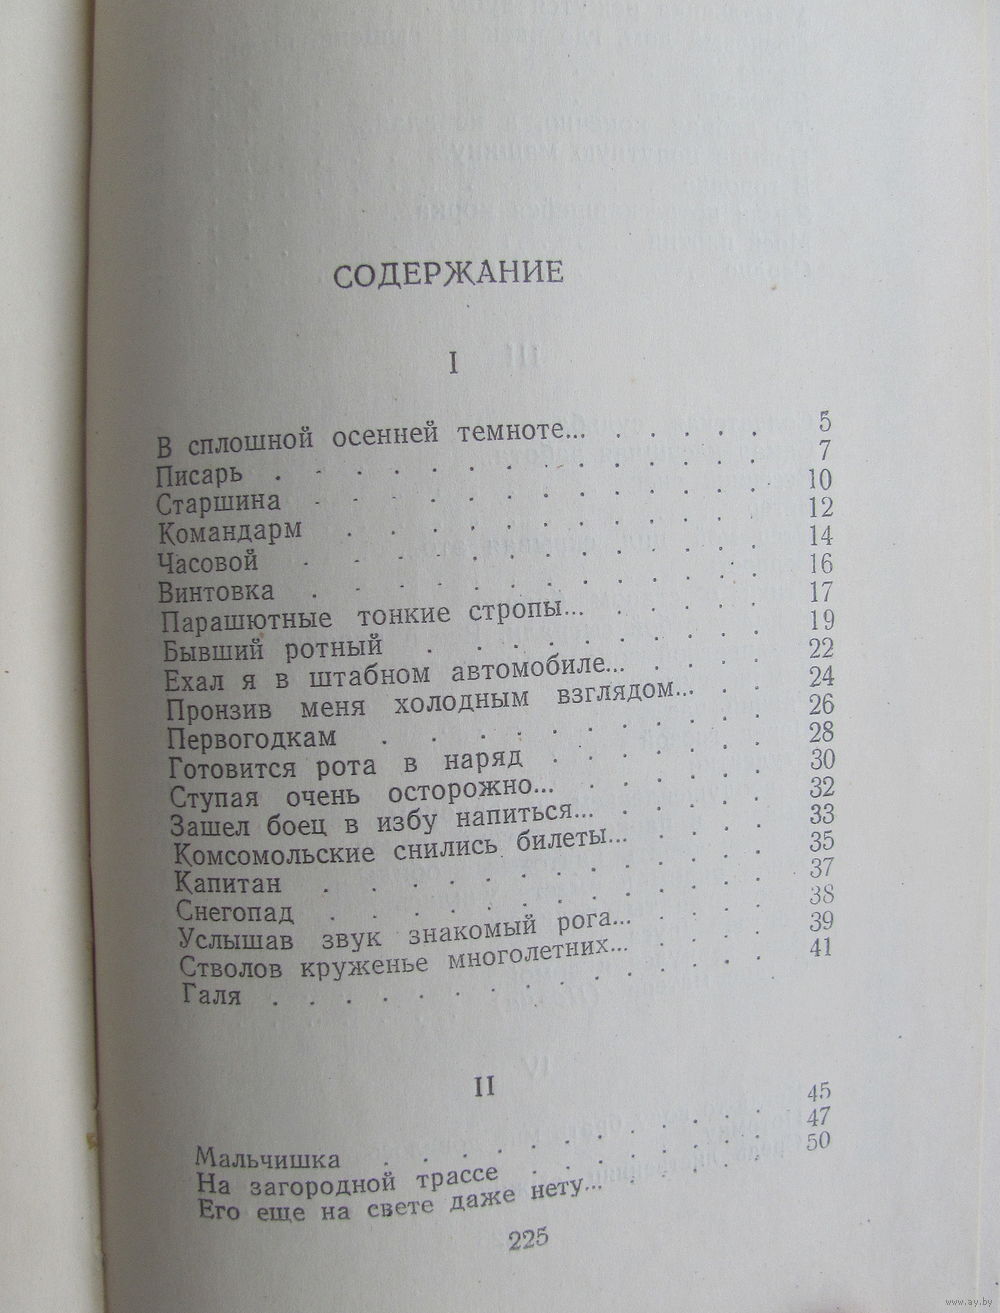 СОДЕРЖАНИЕ
I
В сплошной осенней темноте... . . . . . 5
Писарь . . . . . . . . . . . . 7
Старшина . . . . . . . . . . . 10
Командарм . . . . . . . . . . 12
Часовой . . . . . . . . . . . 14
Винтовка . . . . . . . . . . . 16
Парашютные тонкие стропы... . . . . . 17
Бывший ротный . . . . . . . . . 19
Ехал я в штабном автомобиле... . . . . 22
Пронзив меня холодным взглядом... . . 24
Первогодкам . . . . . . . . . 26
Готовится рота в наряд . . . . . . 28
Ступая очень осторожно... . . . . . 30
Зашел боец в избу напиться... . . . . 32
Комсомольские снились билеты... . . . . 33
Капитан . . . . . . . . . . . 35
Снегопад . . . . . . . . . . . 37
Услышав звук знакомый рога... . . . . 38
Стволов круженье многолетних... . . . . 39
Галя . . . . . . . . . . . . 41
II
Мальчишка . . . . . . . . . . 45
На загородной трассе . . . . . . . 47
Его еще на свете даже нету... . . . . . 50
225
www.ay.by